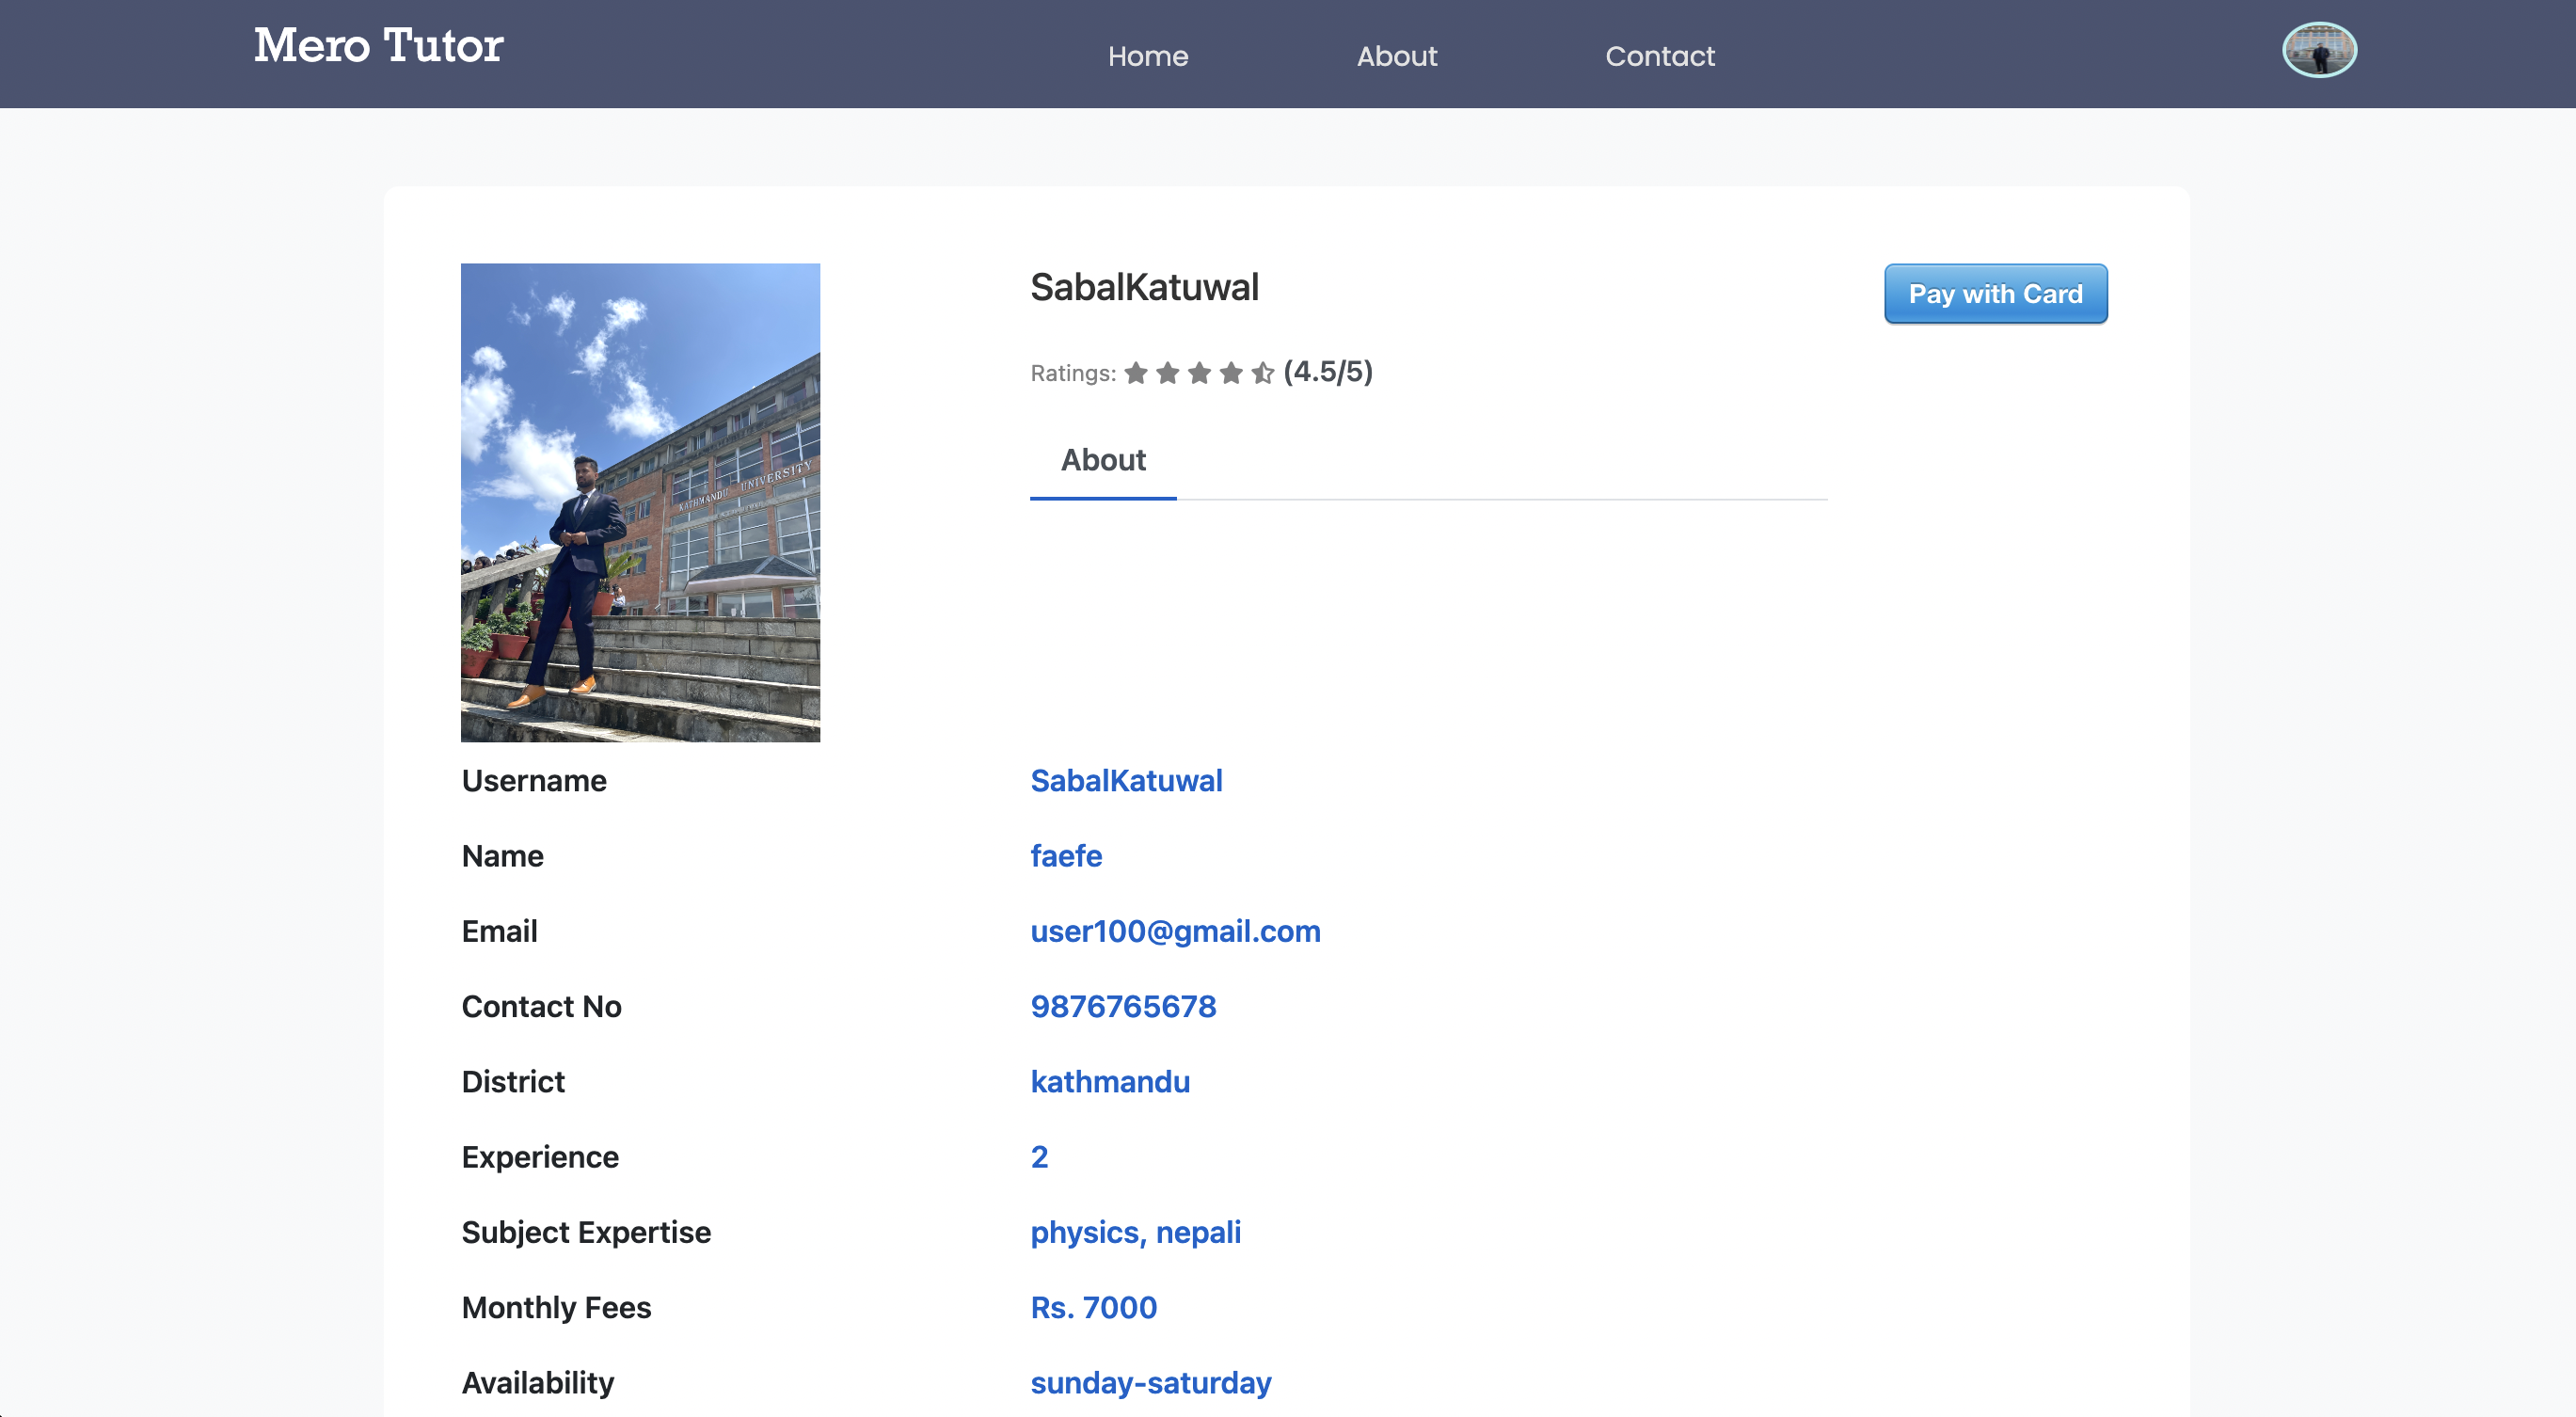 Mero Tutor
Home About Contact
SabalKatuwal
Pay with Card
Ratings: (4.5/5)
About
KATHMANDU UNIVERSITY
Username SabalKatuwal
Name faefe
Email user100@gmail.com
Contact No 9876765678
District kathmandu
Experience 2
Subject Expertise physics, nepali
Monthly Fees Rs. 7000
Availability sunday-saturday